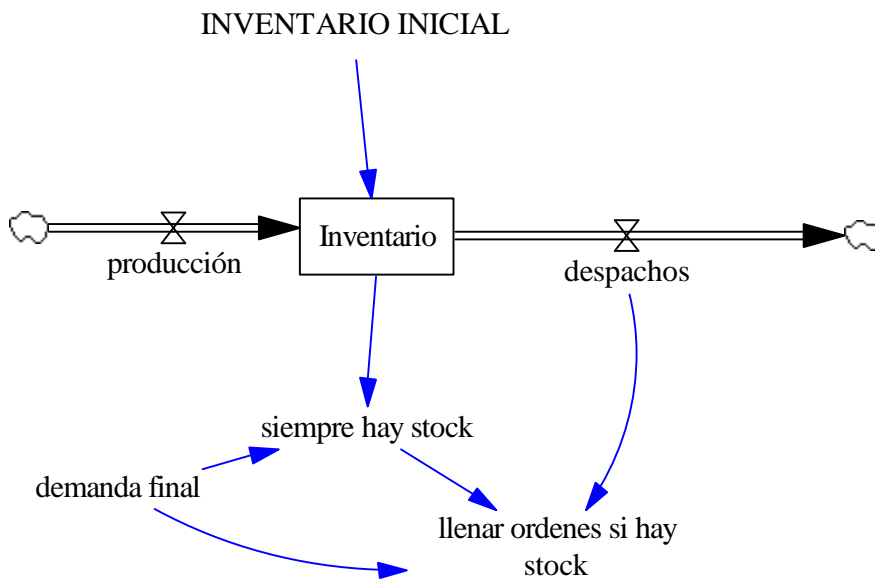 INVENTARIO INICIAL
Inventario
producción
despachos
siempre hay stock
demanda final
llenar ordenes si hay
stock